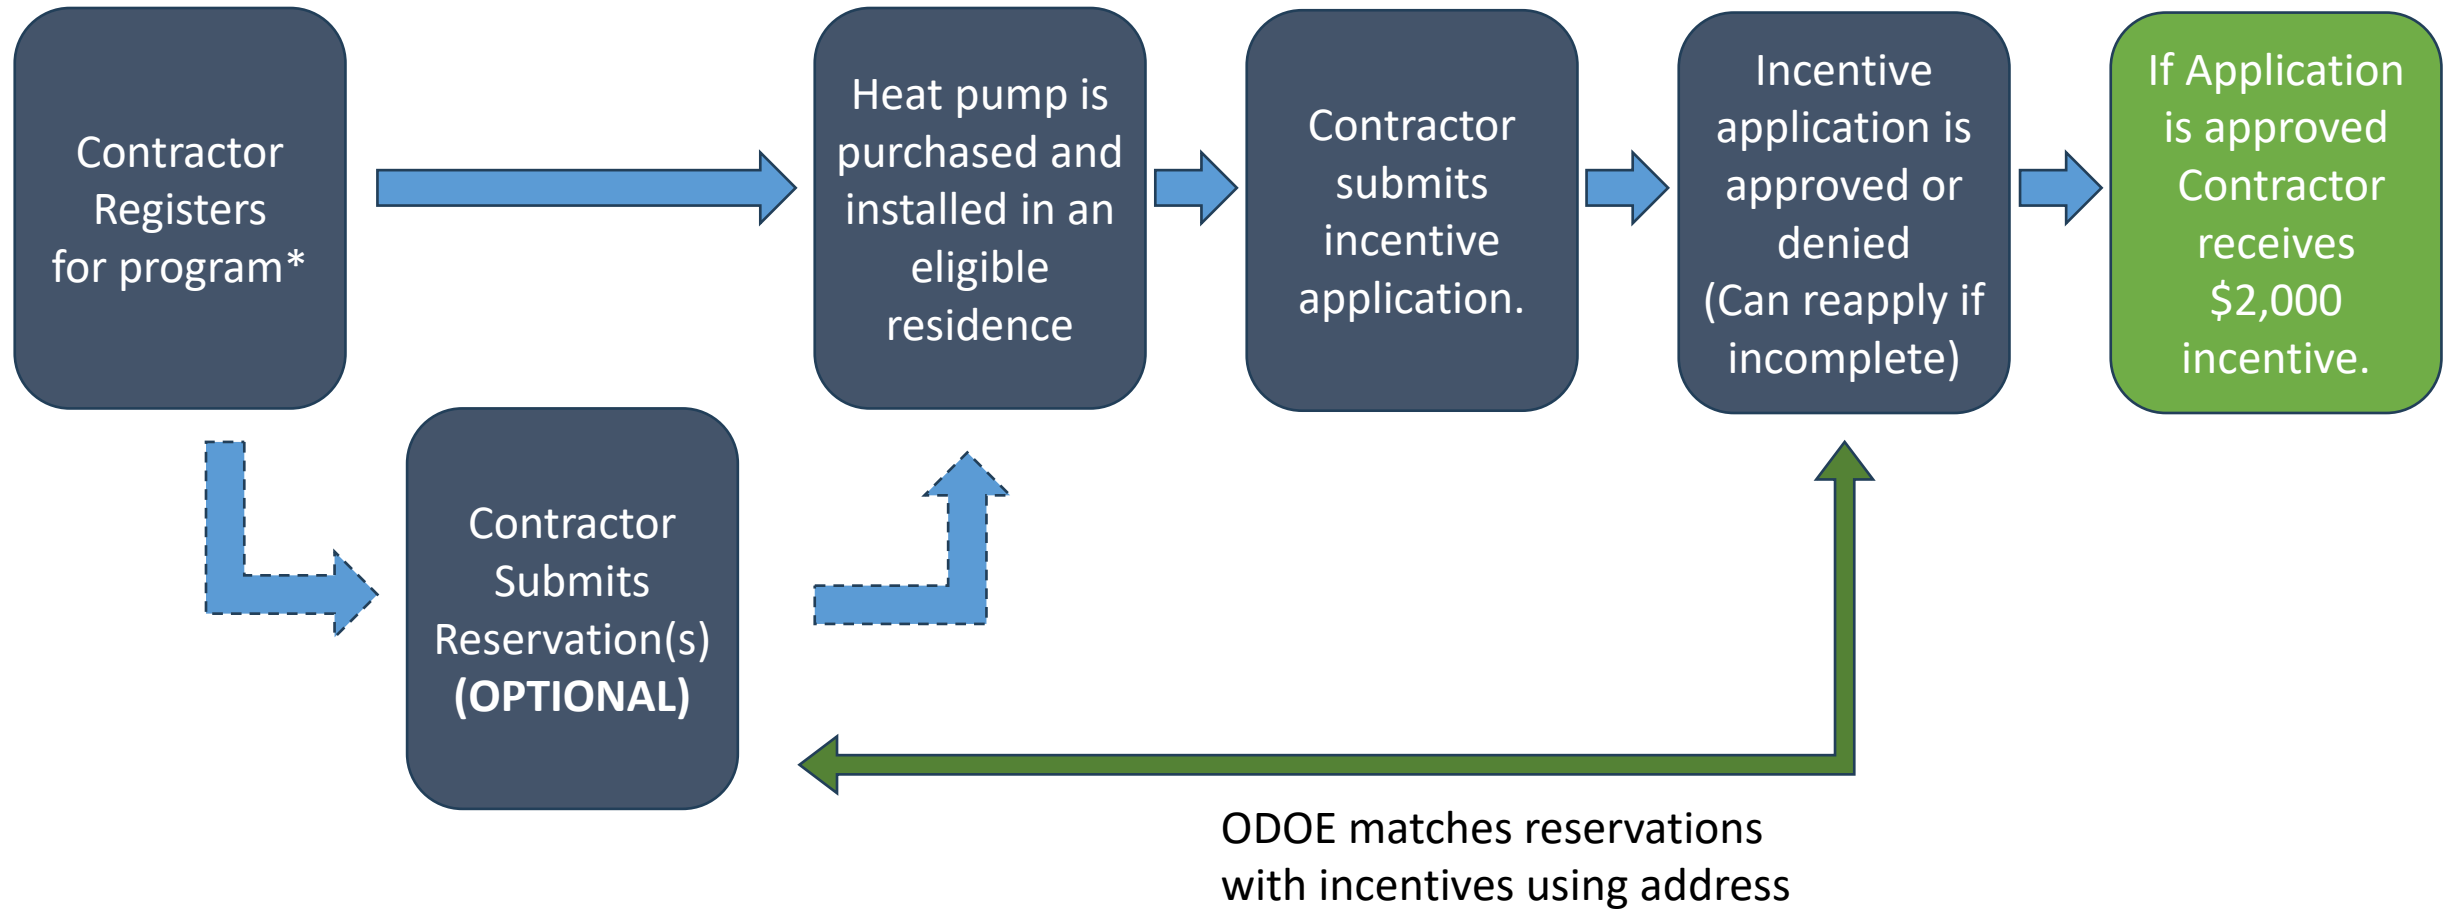 Contractor
Registers
for program*
Heat pump is
purchased and
installed in an
eligible
residence
Contractor
submits
incentive
application.
Incentive
application is
approved or
denied
(Can reapply if
incomplete)
If Application
is approved
Contractor
receives
$2,000
incentive.
Contractor
Submits
Reservation(s)
(OPTIONAL)
ODOE matches reservations
with incentives using address